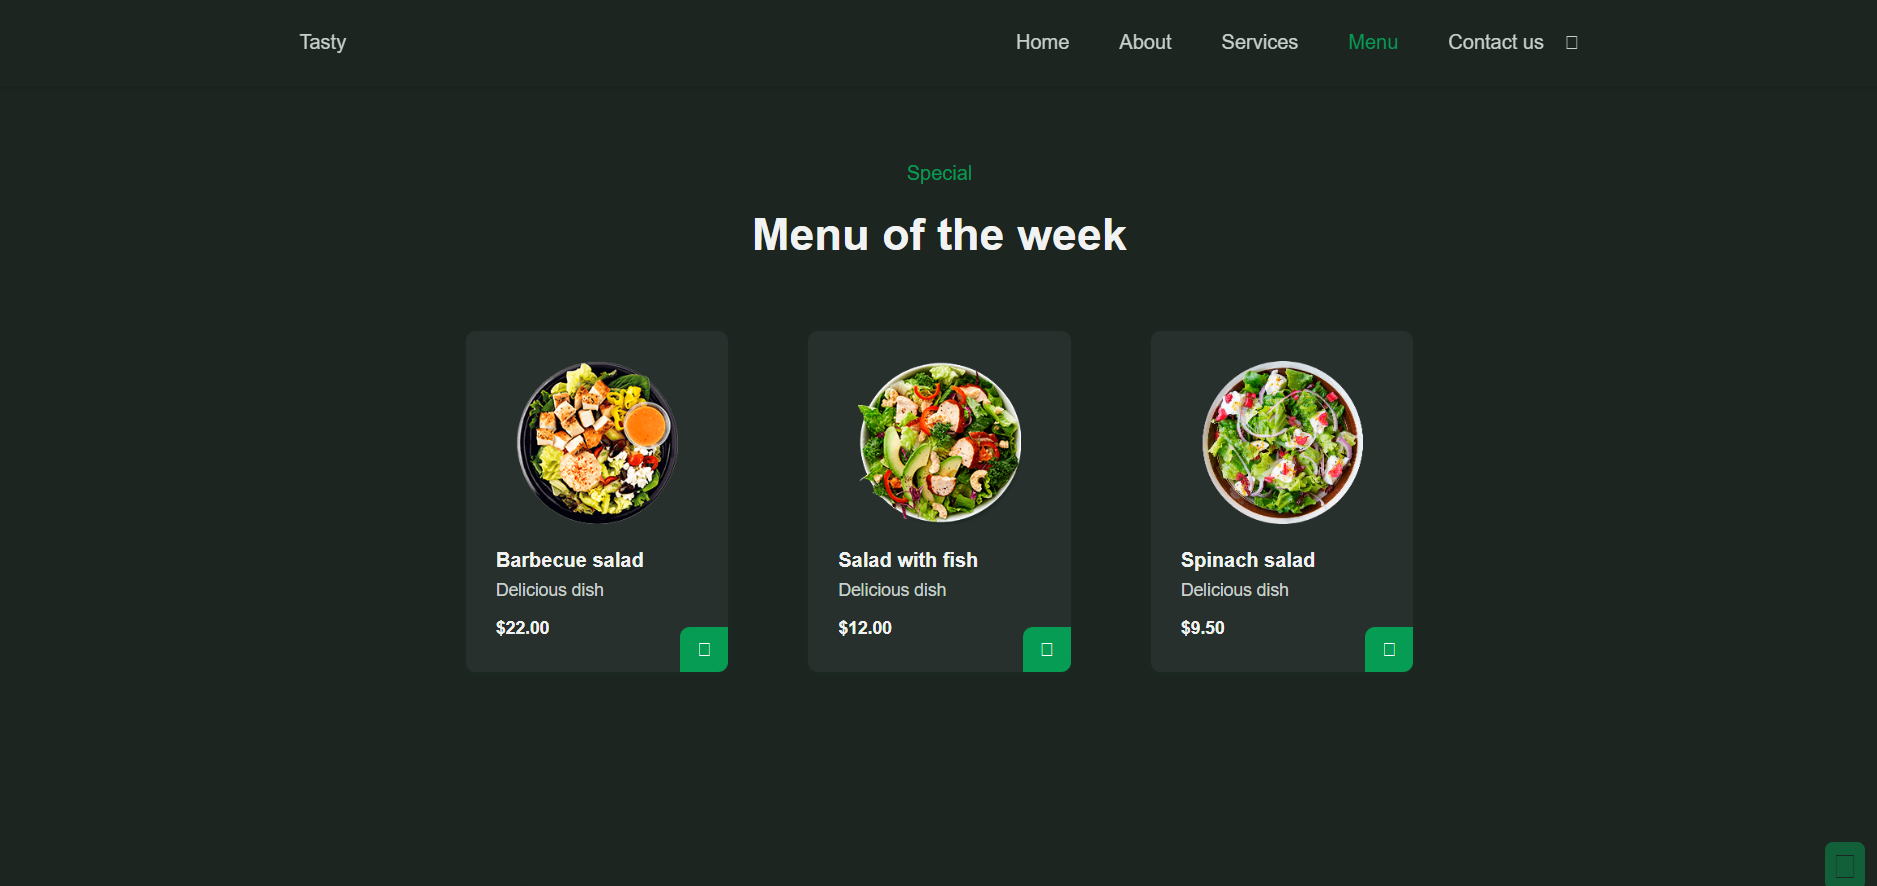 Tasty
Home About Services Menu Contact us
Special
Menu of the week
Barbecue salad
Delicious dish
$22.00
Salad with fish
Delicious dish
$12.00
Spinach salad
Delicious dish
$9.50